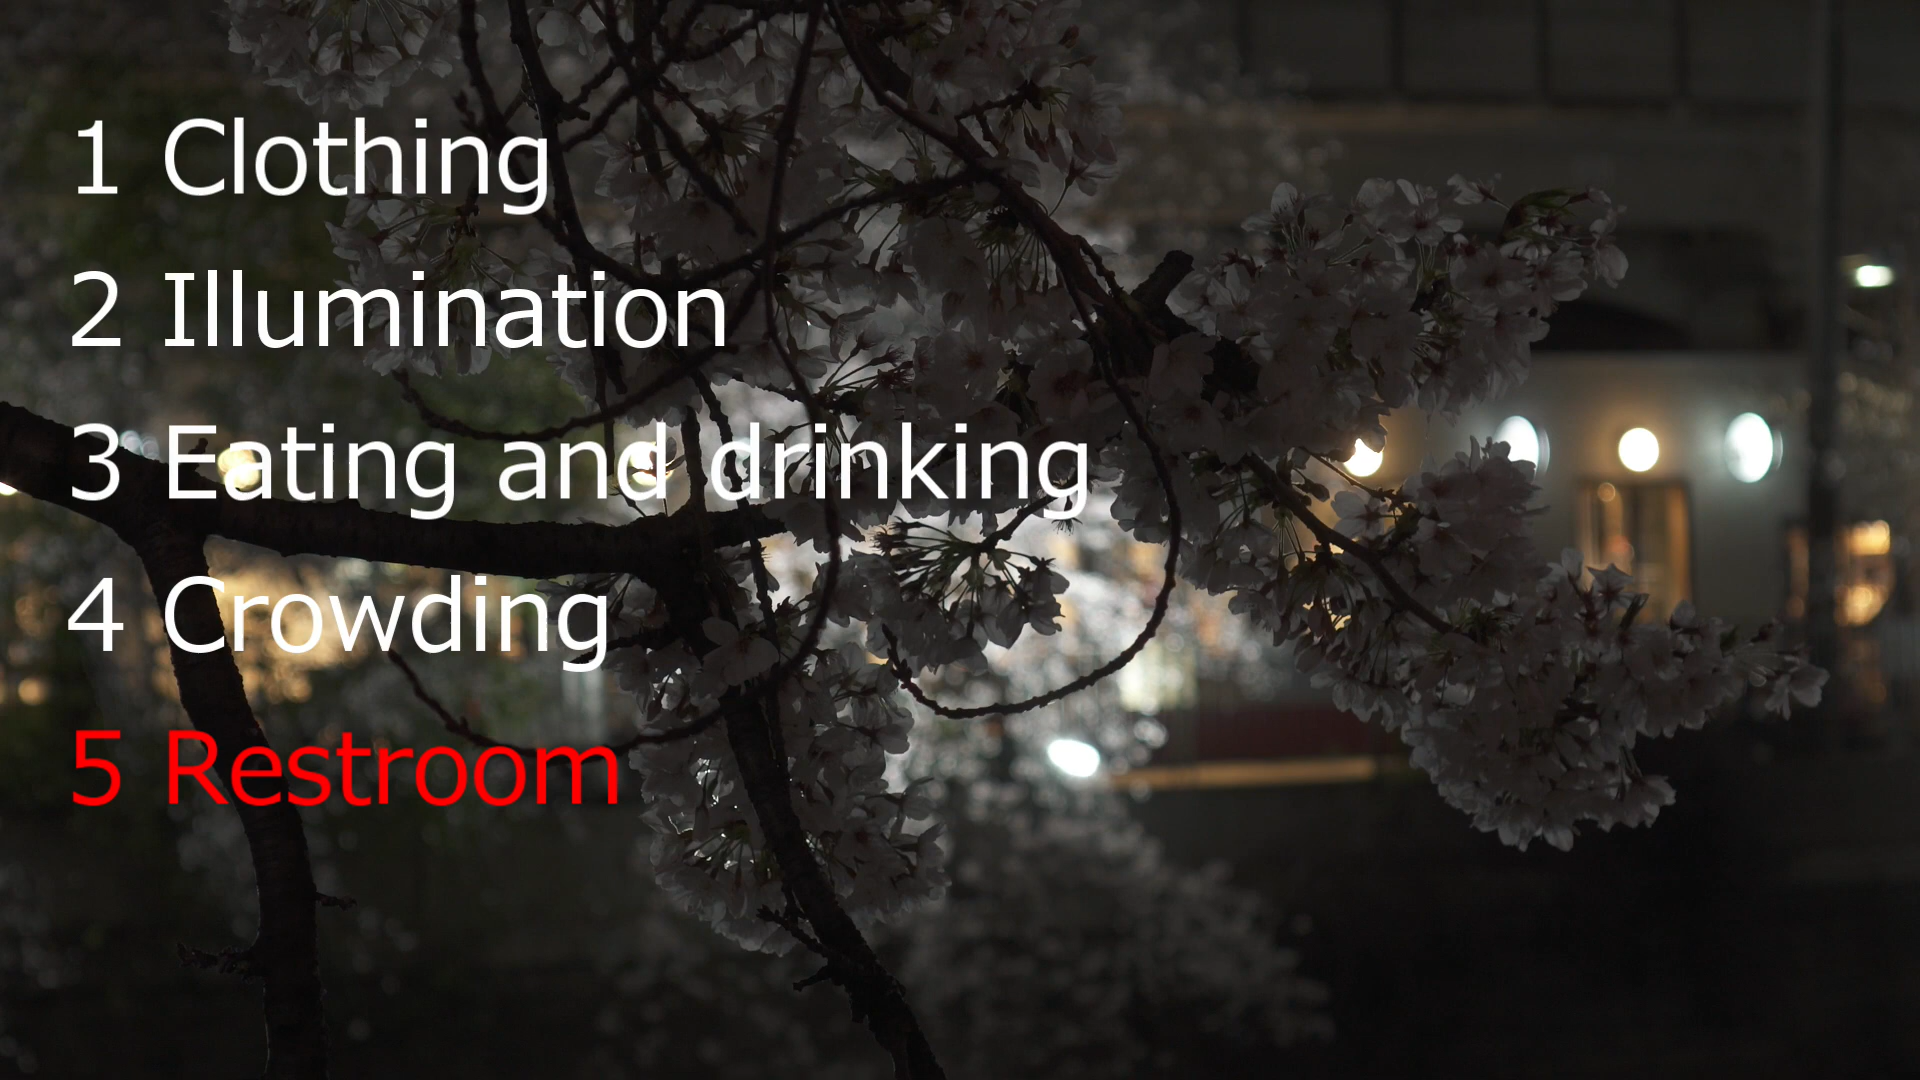 1 Clothing
2 Illumination
3 Eating and drinking
4 Crowding
5 Restroom